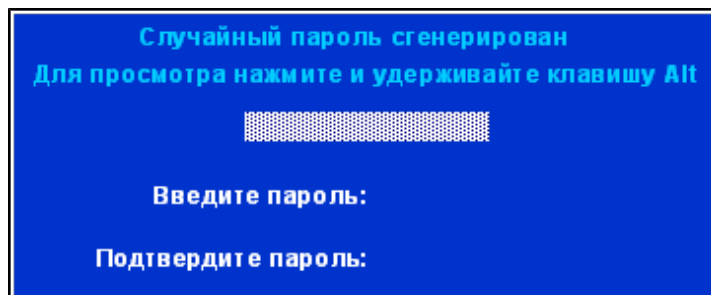 Случайный пароль сгенерирован
Для просмотра нажмите и удерживайте клавишу Alt
Введите пароль:
Подтвердите пароль: